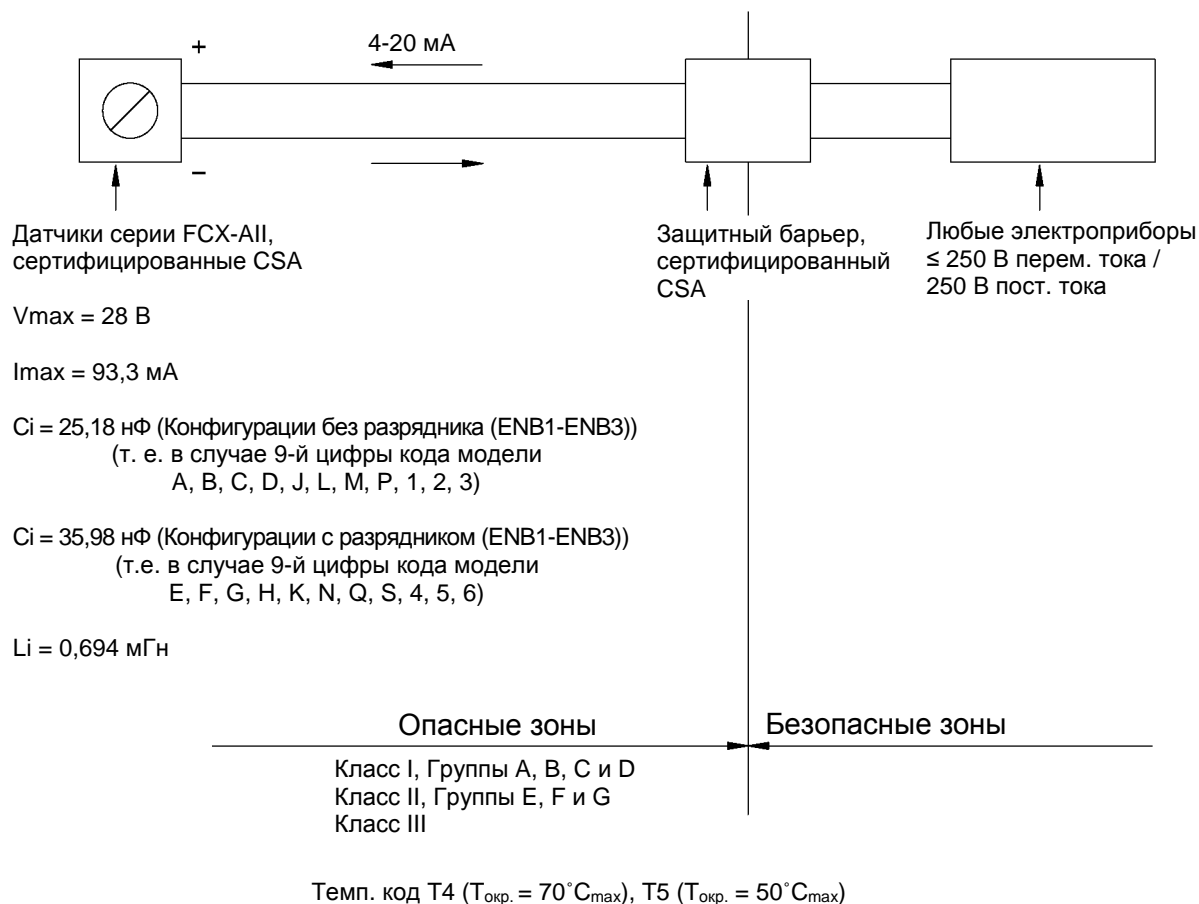 +
4-20 мА
–
Датчики серии FCX-AII,
сертифицированные CSA
Защитный барьер,
сертифицированный
CSA
Любые электроприборы
≤ 250 В перем. тока /
250 В пост. тока
Vmax = 28 В
Imax = 93,3 мА
Ci = 25,18 нФ (Конфигурации без разрядника (ENB1-ENB3))
(т. е. в случае 9-й цифры кода модели
A, B, C, D, J, L, M, P, 1, 2, 3)
Ci = 35,98 нФ (Конфигурации с разрядником (ENB1-ENB3))
(т.е. в случае 9-й цифры кода модели
E, F, G, H, K, N, Q, S, 4, 5, 6)
Li = 0,694 мГн
Опасные зоны
Безопасные зоны
Класс I, Группы A, B, C и D
Класс II, Группы E, F и G
Класс III
Темп. код T4 (Tокр. = 70˚Cmax), T5 (Tокр. = 50˚Cmax)